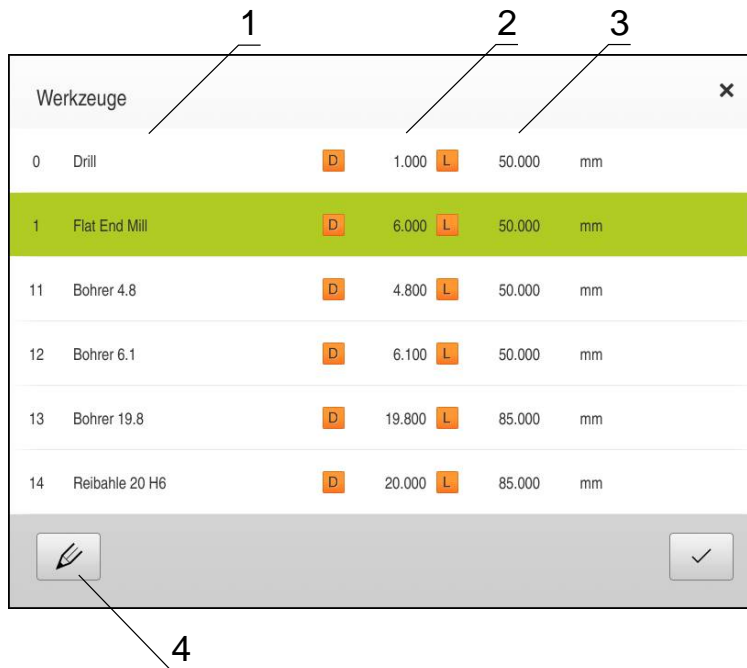 1 2 3
Werkzeuge ×
0 Drill D 1.000 L 50.000 mm
1 Flat End Mill D 6.000 L 50.000 mm
11 Bohrer 4.8 D 4.800 L 50.000 mm
12 Bohrer 6.1 D 6.100 L 50.000 mm
13 Bohrer 19.8 D 19.800 L 85.000 mm
14 Reibahle 20 H6 D 20.000 L 85.000 mm
4